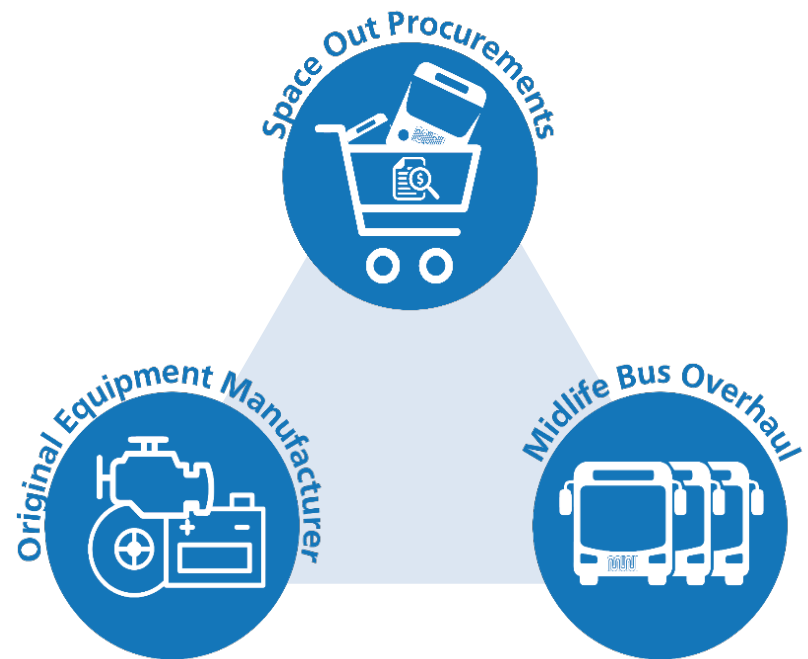 Space Out Procurements
Original Equipment Manufacturer
Midlife Bus Overhaul
$